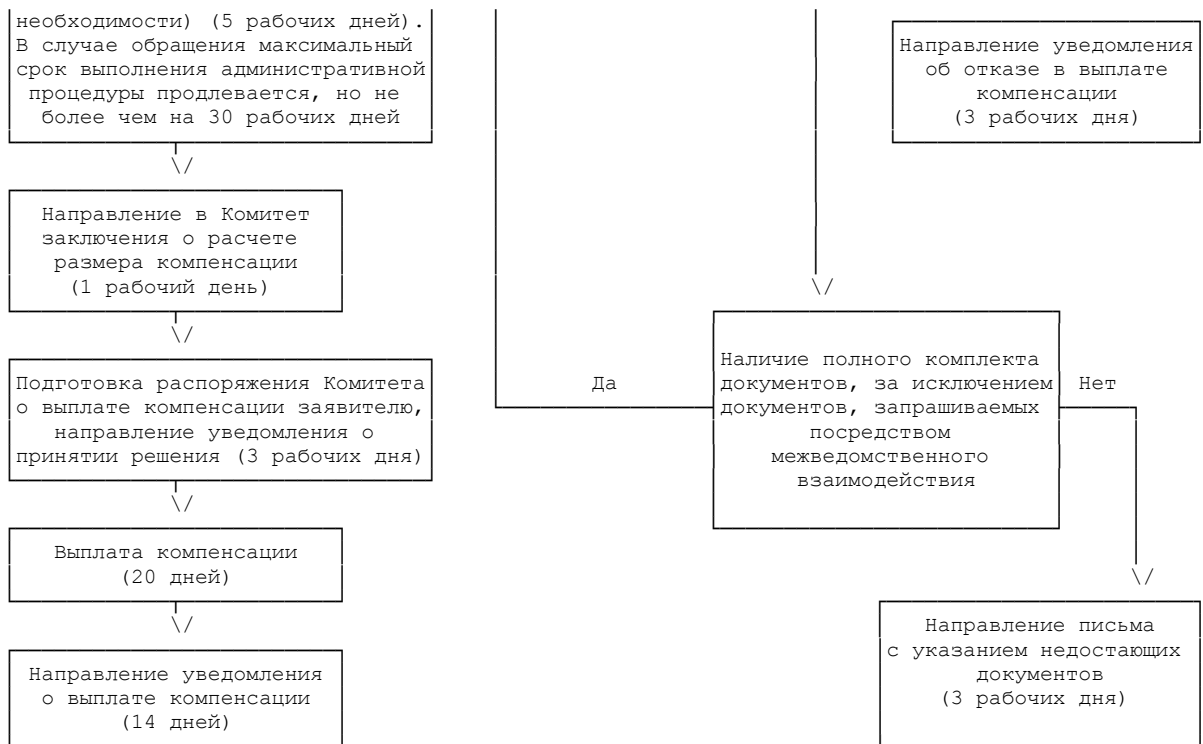 необходимости) (5 рабочих дней).
В случае обращения максимальный
срок выполнения административной
процедуры продлевается, но не
более чем на 30 рабочих дней
Направление уведомления
об отказе в выплате
компенсации
(3 рабочих дня)
Направление в Комитет
заключения о расчете
размера компенсации
(1 рабочий день)
Подготовка распоряжения Комитета
о выплате компенсации заявителю,
направление уведомления о
принятии решения (3 рабочих дня)
Да
Наличие полного комплекта
документов, за исключением
документов, запрашиваемых
посредством
межведомственного
взаимодействия
Нет
Выплата компенсации
(20 дней)
Направление уведомления
о выплате компенсации
(14 дней)
Направление письма
с указанием недостающих
документов
(3 рабочих дня)